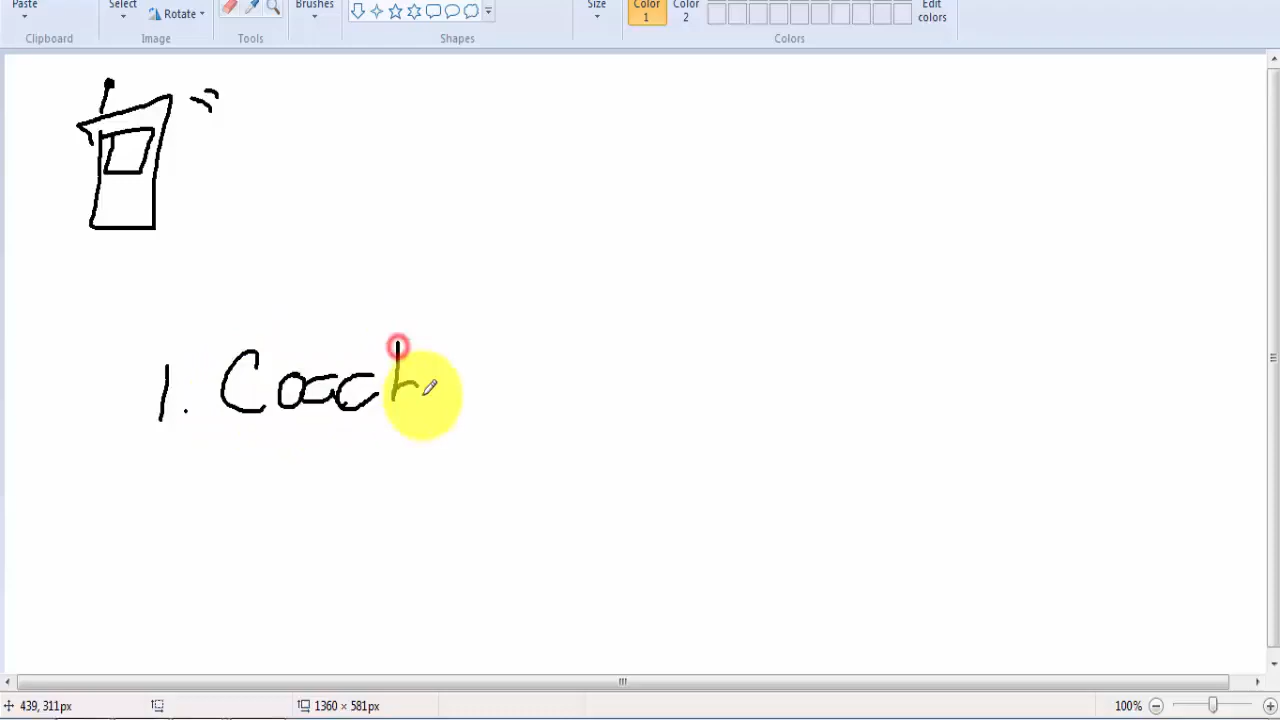 Paste
Select
Rotate
Brushes
Size
Color 1
Color 2
Edit colors
Clipboard
Image
Tools
Shapes
Colors
1. Coach
439, 311px
1360 × 581px
100%